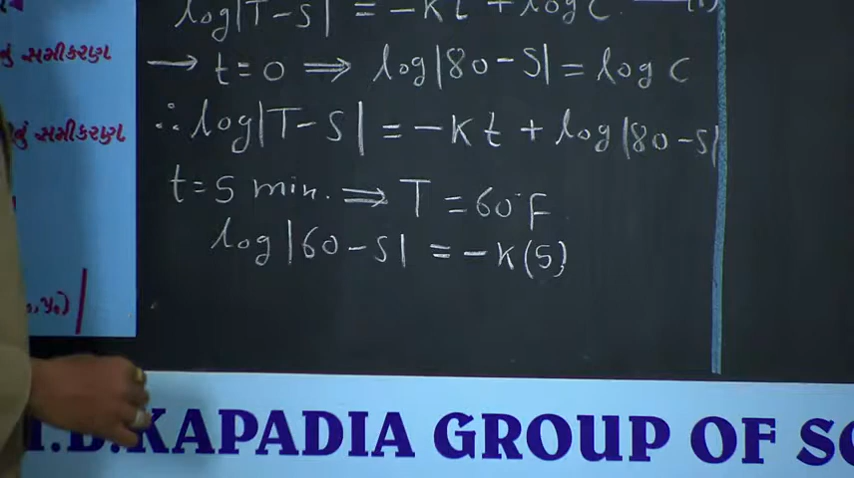 log|T-S| = -Kt + log C
નું સમીકરણ
→ t=0 ⇒ log|80-S| = log C
નું સમીકરણ
∴ log|T-S| = -Kt + log|80-S|
t=5 min. ⇒ T = 60°F
log|60-S| = -K(5)
KAPADIA GROUP OF